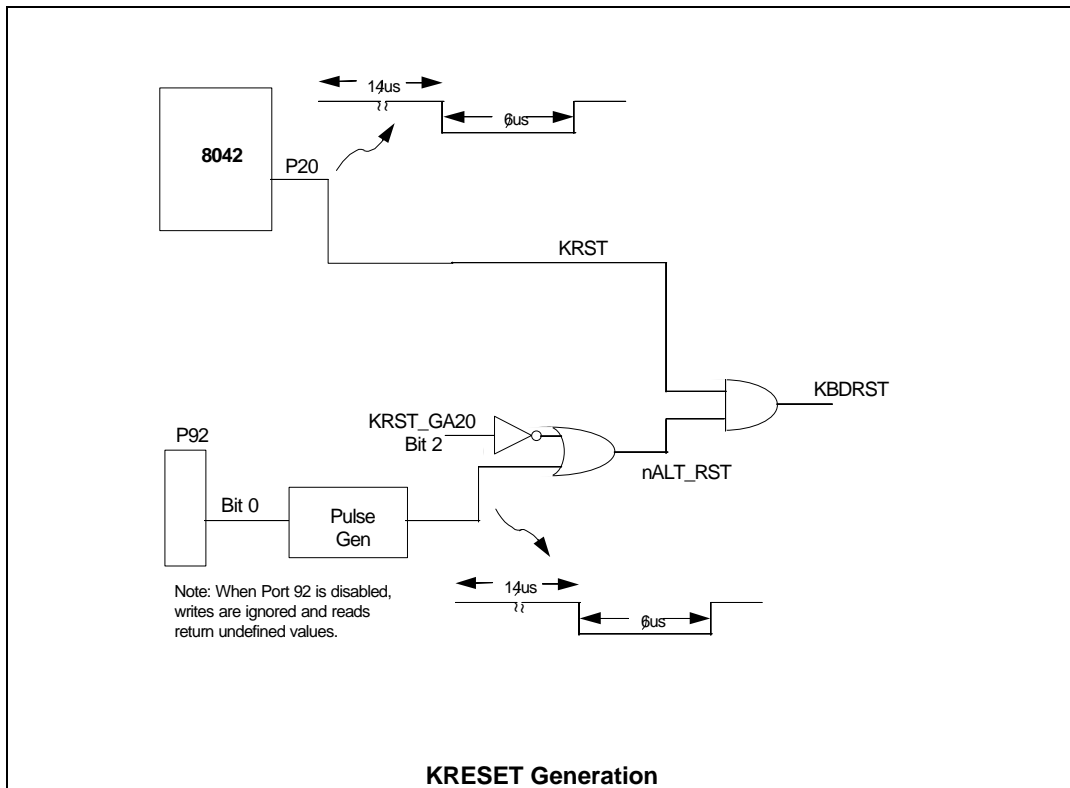 14us
6us
8042
P20
KRST
KBDRST
KRST_GA20
Bit 2
P92
nALT_RST
Bit 0
Pulse
Gen
14us
6us
Note: When Port 92 is disabled,
writes are ignored and reads
return undefined values.
KRESET Generation